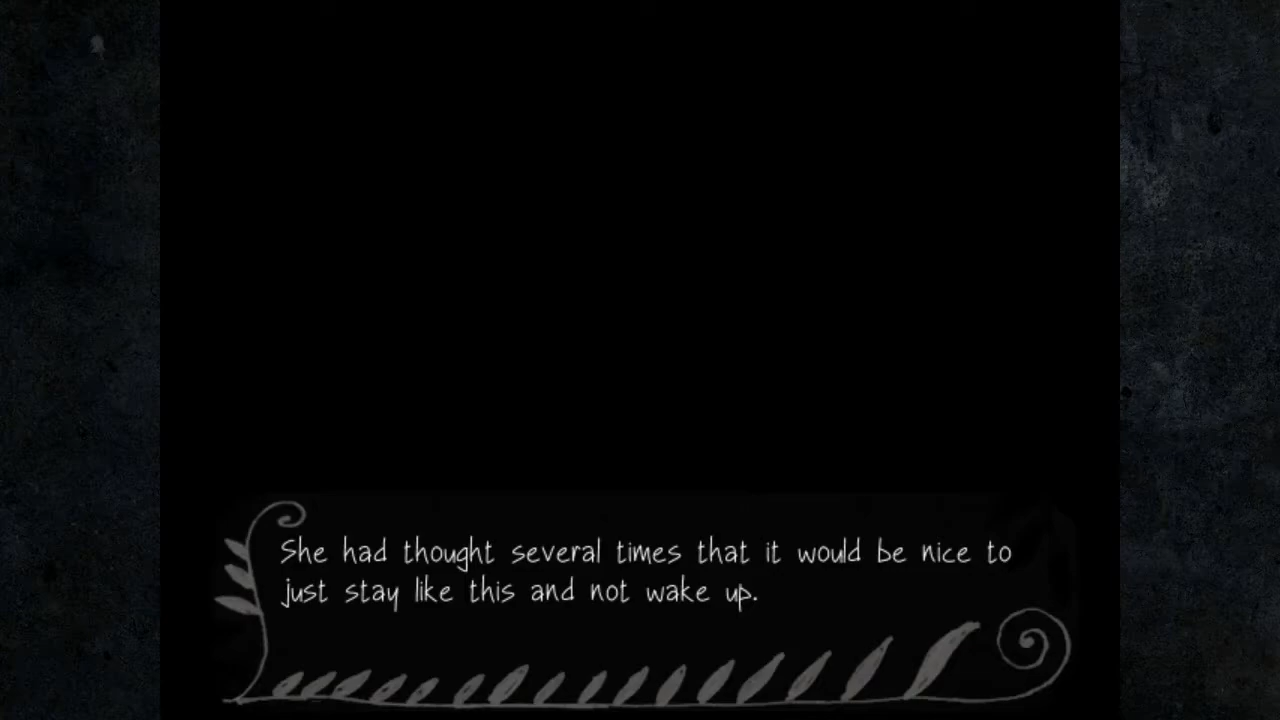 She had thought several times that it would be nice to
just stay like this and not wake up.